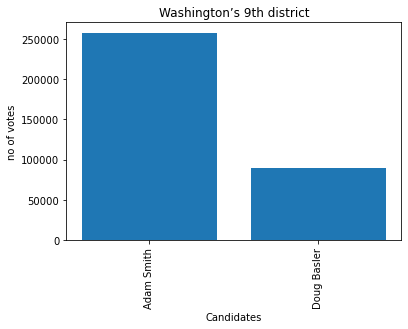 Washington’s 9th district
250000
200000
150000
100000
50000
0
no of votes
Adam Smith
Doug Basler
Candidates